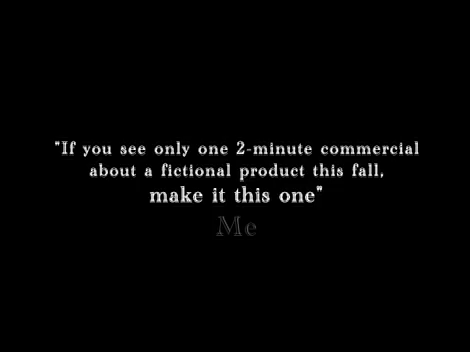 "If you see only one 2-minute commercial
about a fictional product this fall,
make it this one"
Me